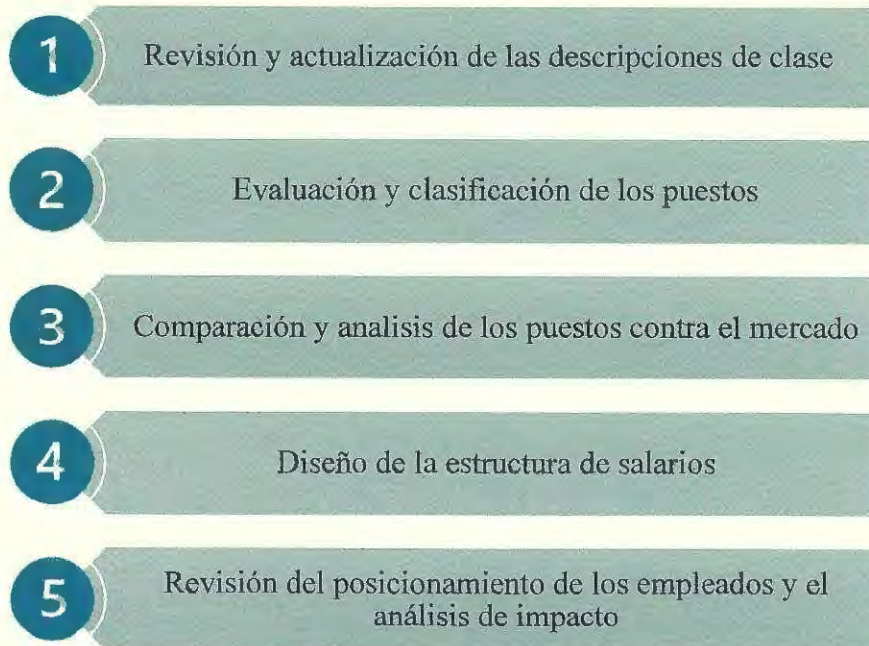 1 Revisión y actualización de las descripciones de clase
2 Evaluación y clasificación de los puestos
3 Comparación y analisis de los puestos contra el mercado
4 Diseño de la estructura de salarios
5 Revisión del posicionamiento de los empleados y el
análisis de impacto